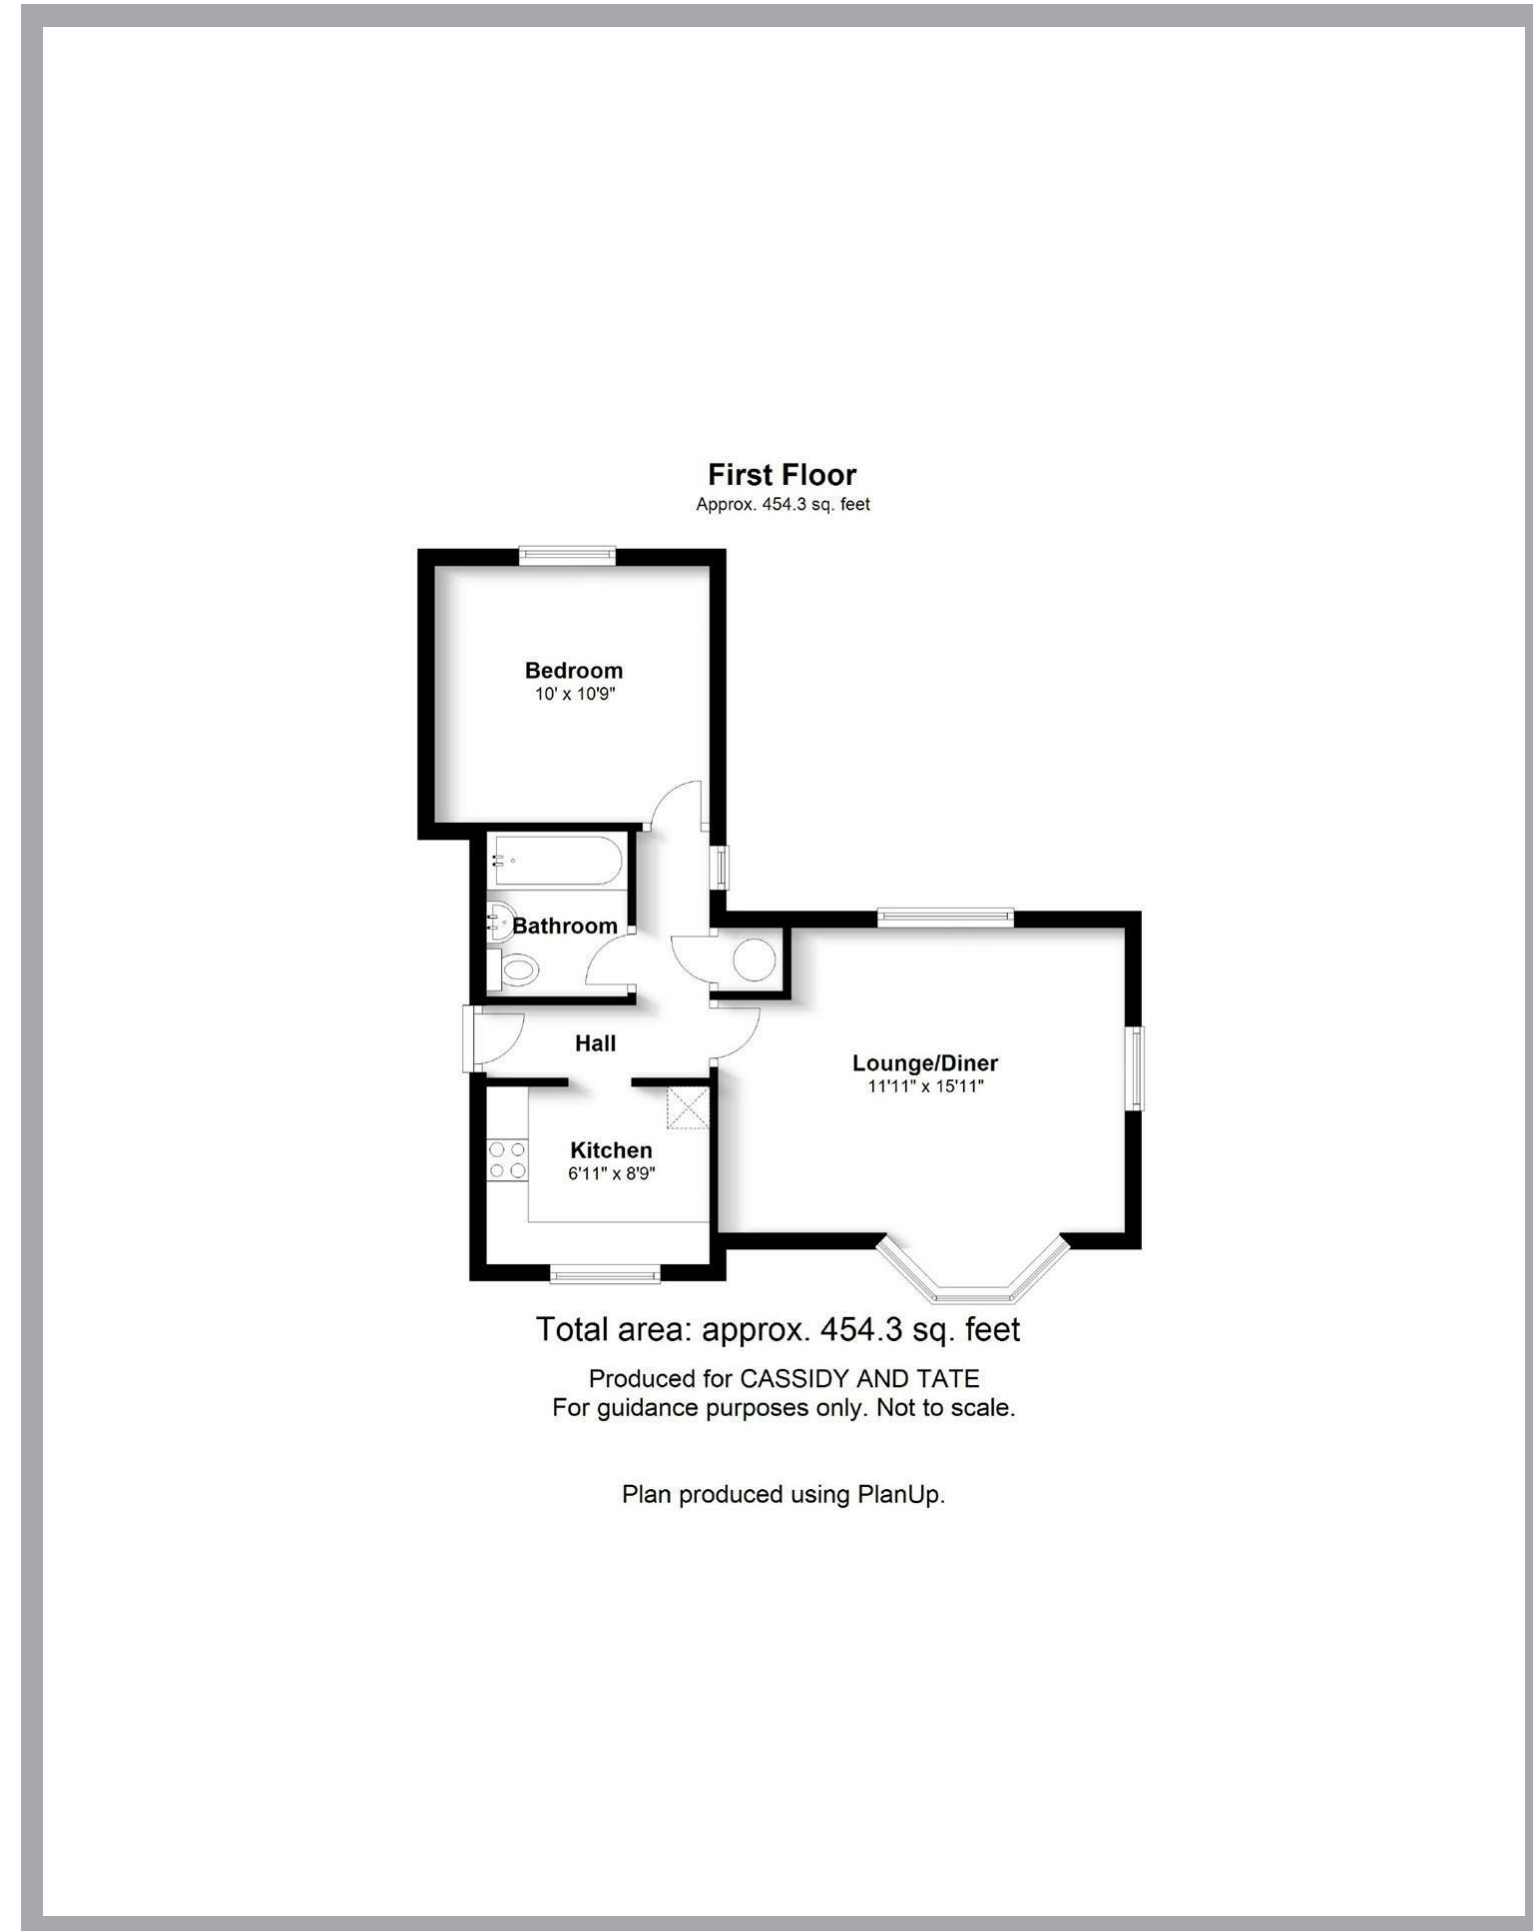 First Floor
Approx. 454.3 sq. feet
Bedroom
10' x 10'9"
Bathroom
Hall
Lounge/Diner
11'11" x 15'11"
Kitchen
6'11" x 8'9"
Total area: approx. 454.3 sq. feet
Produced for CASSIDY AND TATE
For guidance purposes only. Not to scale.
Plan produced using PlanUp.